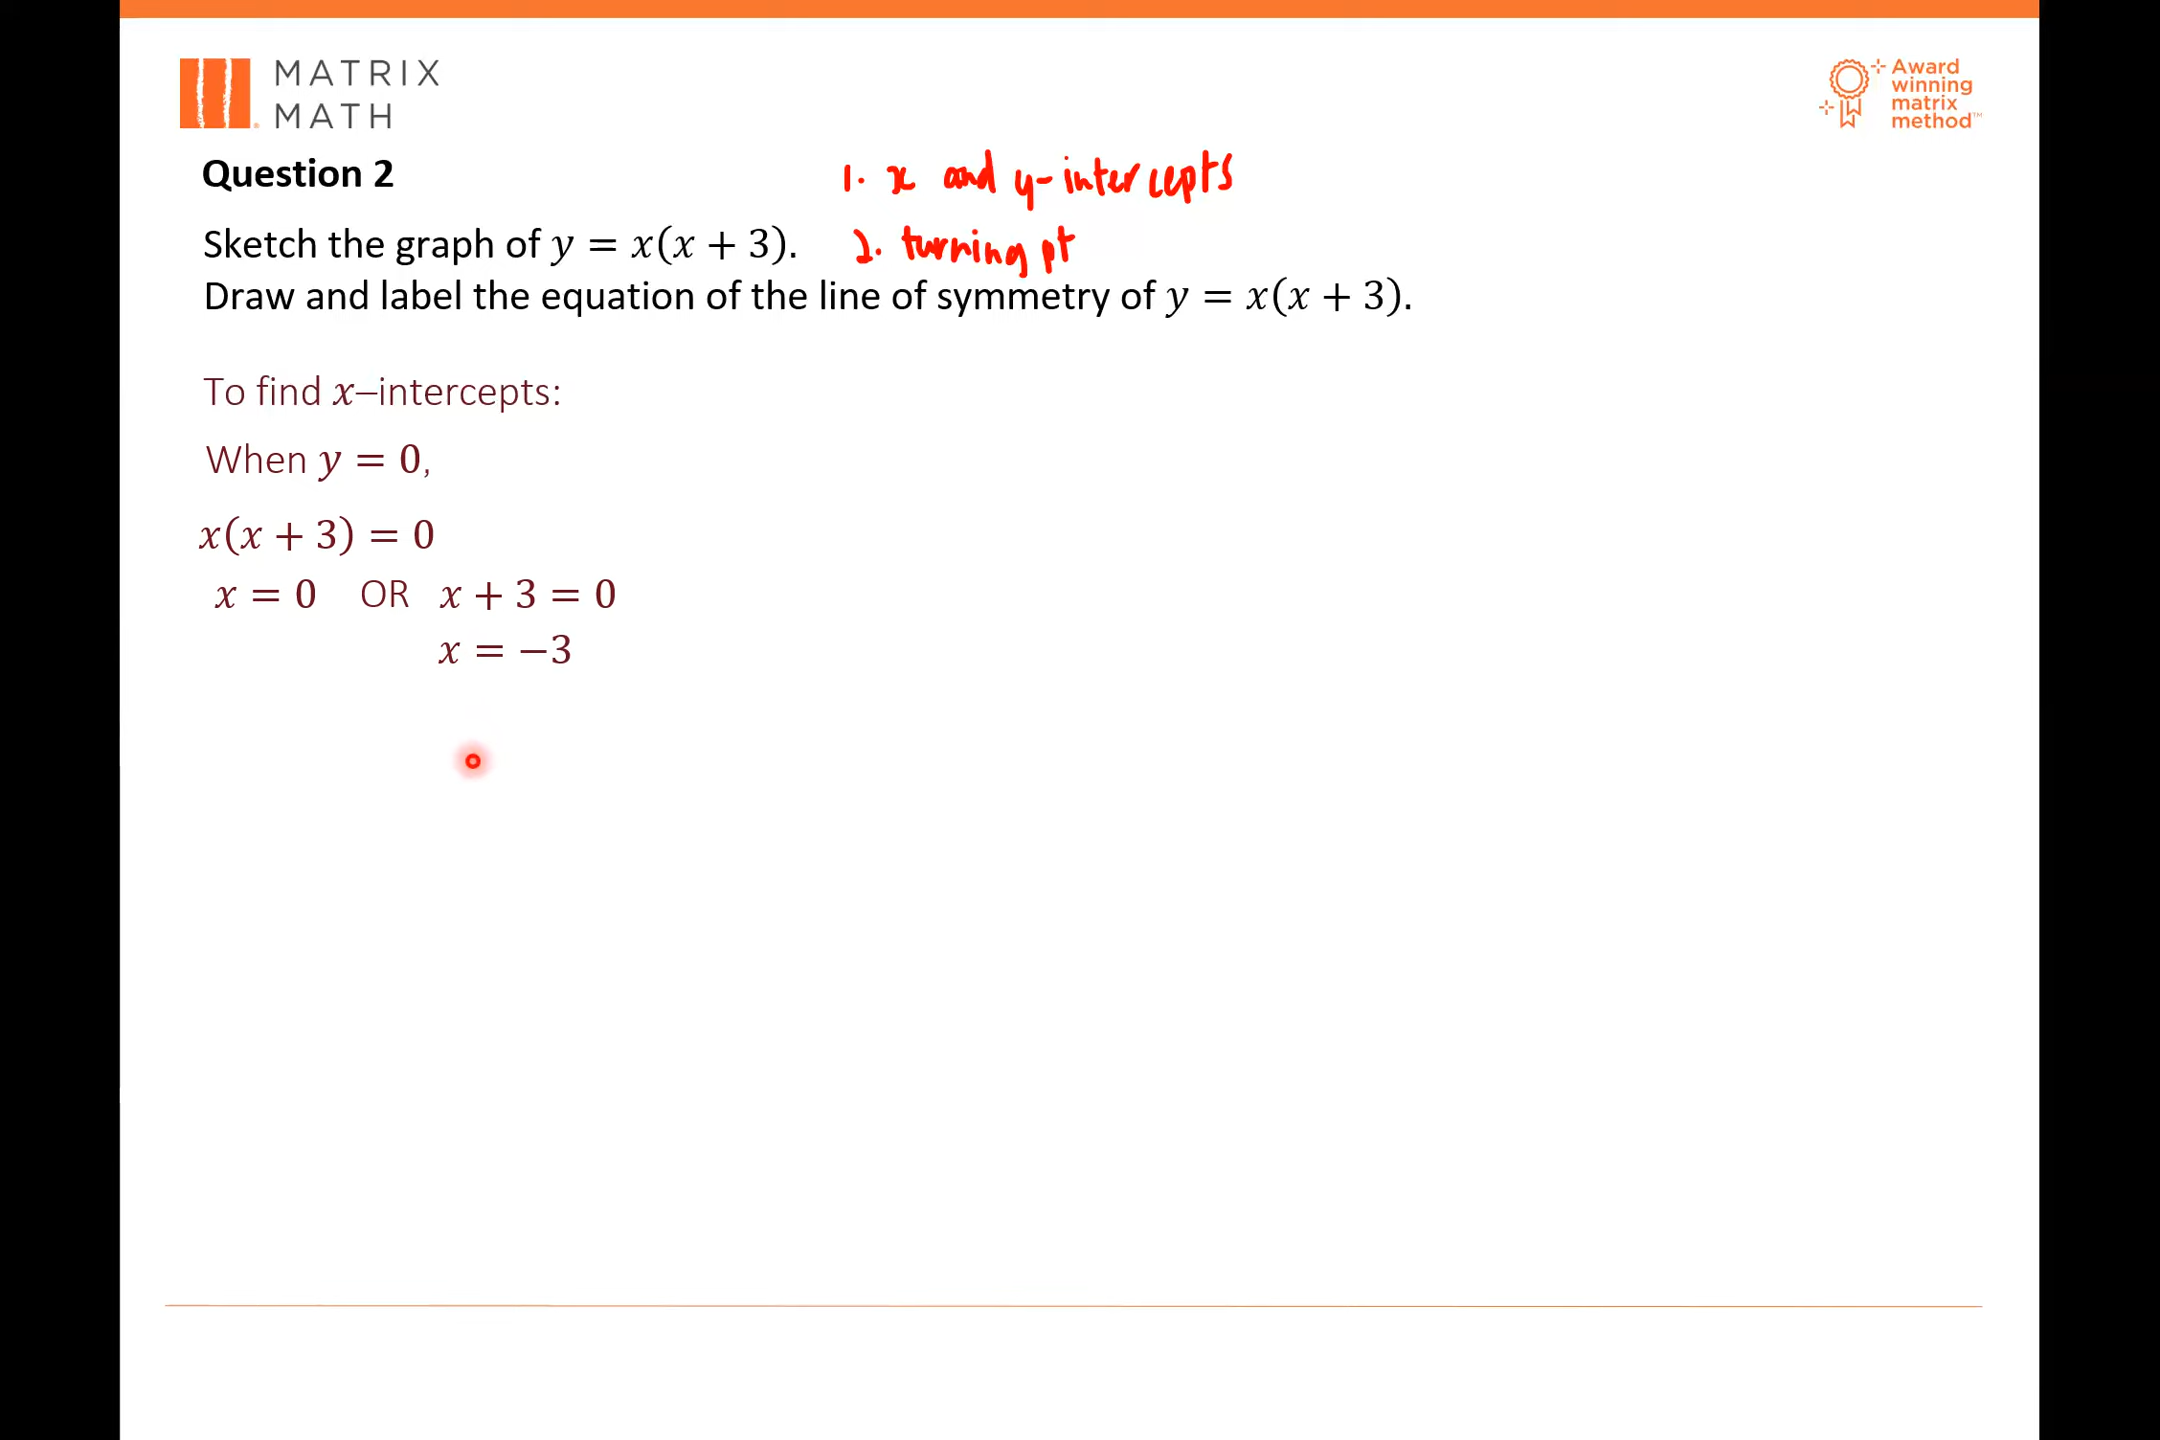 MATRIX
MATH
Award
winning
matrix
method™
Question 2
1. x and y-intercepts
Sketch the graph of y = x(x + 3).
2. turning pt
Draw and label the equation of the line of symmetry of y = x(x + 3).
To find x–intercepts:
When y = 0,
x(x + 3) = 0
x = 0 OR x + 3 = 0
x = −3